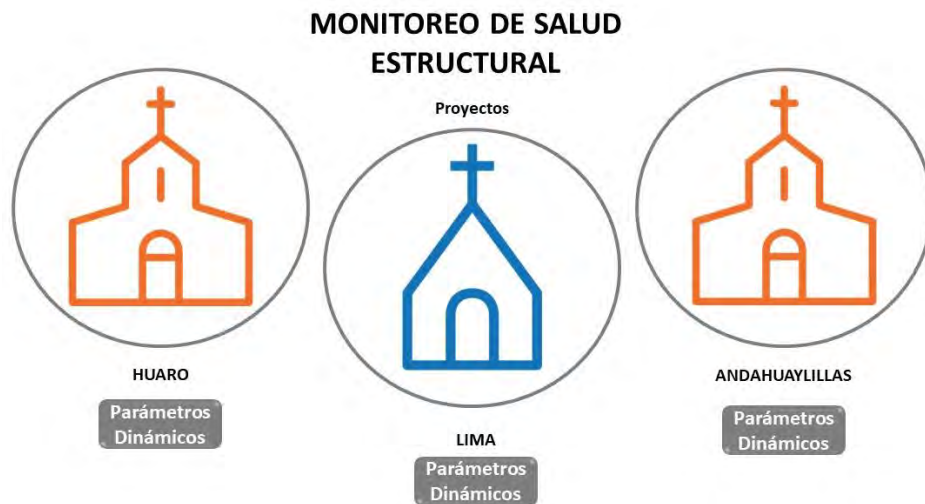 MONITOREO DE SALUD
ESTRUCTURAL
Proyectos
HUARO
Parámetros
Dinámicos
LIMA
Parámetros
Dinámicos
ANDAHUAYLILLAS
Parámetros
Dinámicos